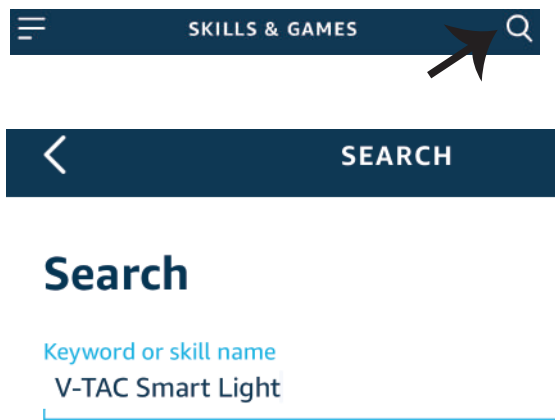 SKILLS & GAMES
SEARCH
Search
Keyword or skill name
V-TAC Smart Light